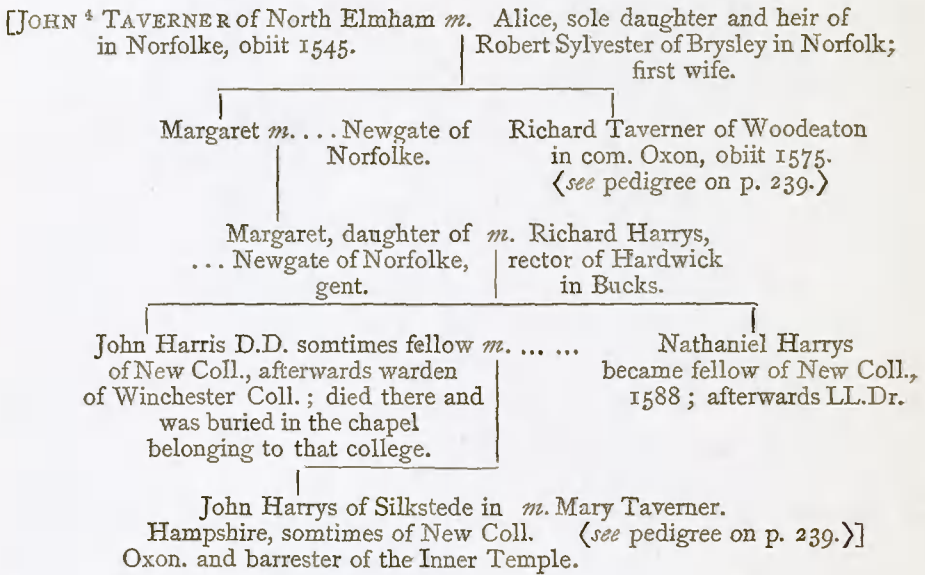 [JOHN ⁴ TAVERNER of North Elmham m. Alice, sole daughter and heir of
in Norfolke, obiit 1545. Robert Sylvester of Brysley in Norfolk;
first wife.
Margaret m. . . . Newgate of Richard Taverner of Woodeaton
Norfolke. in com. Oxon, obiit 1575.
⟨see pedigree on p. 239.⟩
Margaret, daughter of m. Richard Harrys,
... Newgate of Norfolke, rector of Hardwick
gent. in Bucks.
John Harris D.D. somtimes fellow m. ... ... Nathaniel Harrys
of New Coll., afterwards warden became fellow of New Coll.,
of Winchester Coll. ; died there and 1588 ; afterwards LL.Dr.
was buried in the chapel
belonging to that college.
John Harrys of Silkstede in m. Mary Taverner.
Hampshire, somtimes of New Coll. ⟨see pedigree on p. 239.⟩]
Oxon. and barrester of the Inner Temple.